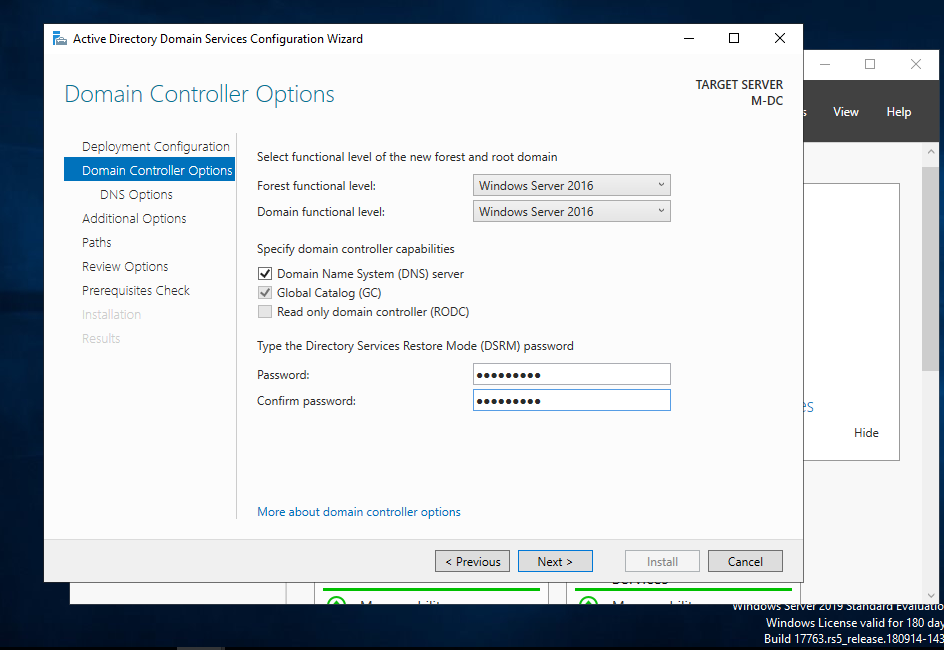 Active Directory Domain Services Configuration Wizard
Domain Controller Options
TARGET SERVER
M-DC
View
Help
Deployment Configuration
Domain Controller Options
DNS Options
Additional Options
Paths
Review Options
Prerequisites Check
Installation
Results
Select functional level of the new forest and root domain
Forest functional level: Windows Server 2016
Domain functional level: Windows Server 2016
Specify domain controller capabilities
Domain Name System (DNS) server
Global Catalog (GC)
Read only domain controller (RODC)
Type the Directory Services Restore Mode (DSRM) password
Password: •••••••••
Confirm password: •••••••••
Hide
More about domain controller options
< Previous
Next >
Install
Cancel
Windows Server 2019 Standard Evaluatio
Windows License valid for 180 day
Build 17763.rs5_release.180914-143